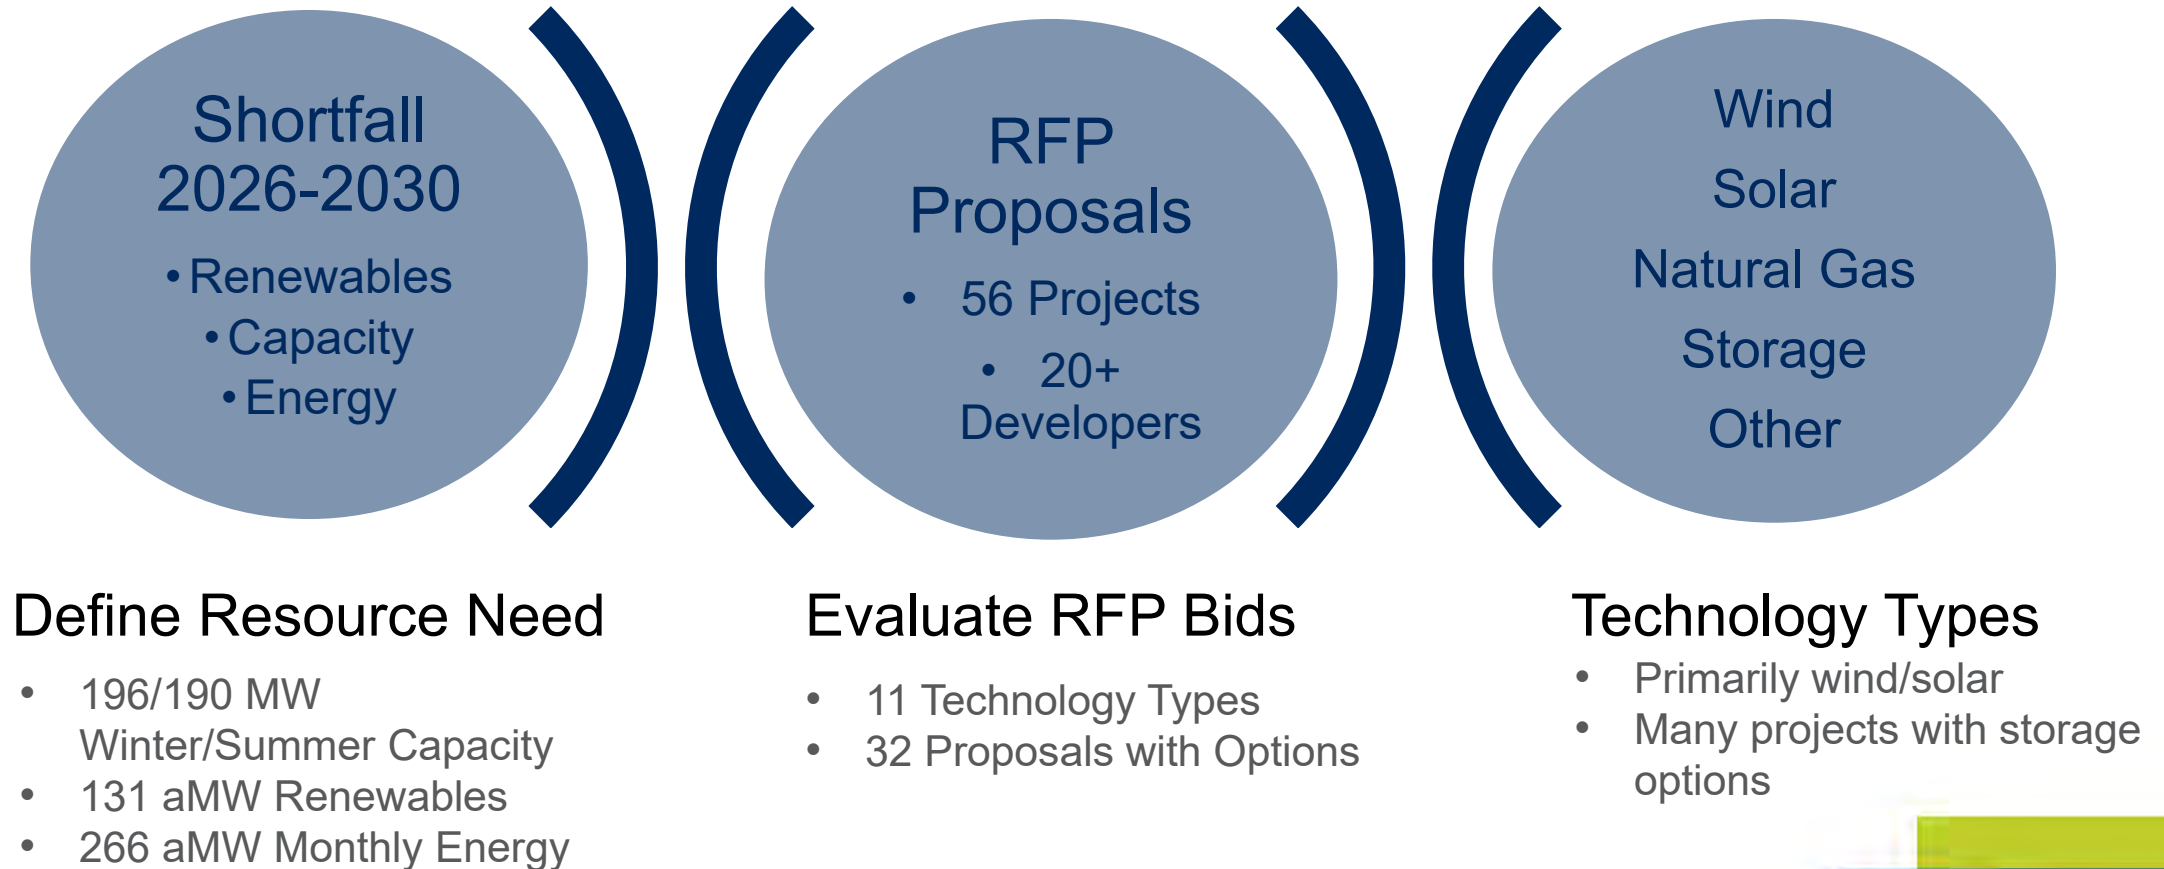 Shortfall
2026-2030
• Renewables
• Capacity
• Energy
RFP
Proposals
• 56 Projects
• 20+
Developers
Wind
Solar
Natural Gas
Storage
Other
Define Resource Need
• 196/190 MW
Winter/Summer Capacity
• 131 aMW Renewables
• 266 aMW Monthly Energy
Evaluate RFP Bids
• 11 Technology Types
• 32 Proposals with Options
Technology Types
• Primarily wind/solar
• Many projects with storage
options